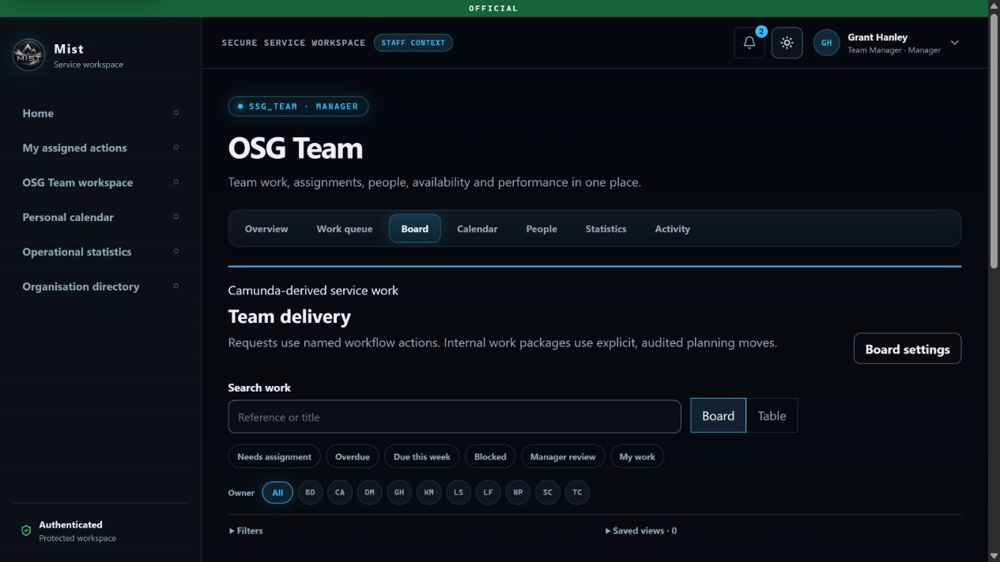 OFFICIAL
MIST
Mist
Service workspace
SECURE SERVICE WORKSPACE
STAFF CONTEXT
2
GH
Grant Hanley
Team Manager · Manager
Home
My assigned actions
OSG Team workspace
Personal calendar
Operational statistics
Organisation directory
SSG_TEAM · MANAGER
OSG Team
Team work, assignments, people, availability and performance in one place.
Overview
Work queue
Board
Calendar
People
Statistics
Activity
Camunda-derived service work
Team delivery
Requests use named workflow actions. Internal work packages use explicit, audited planning moves.
Board settings
Search work
Reference or title
Board
Table
Needs assignment
Overdue
Due this week
Blocked
Manager review
My work
Owner
All
BD
CA
DM
GH
KM
LS
LF
NP
SC
TC
Filters
Saved views · 0
Authenticated
Protected workspace